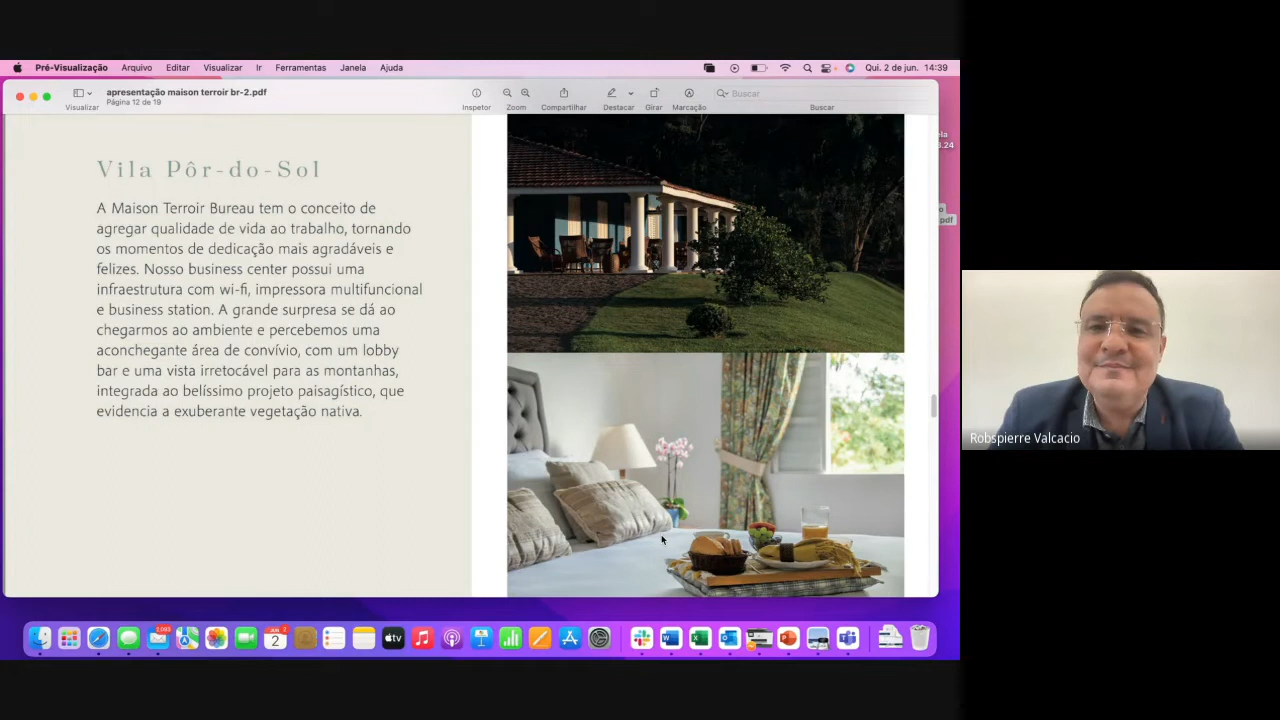 Pré-Visualização Arquivo Editar Visualizar Ir Ferramentas Janela Ajuda Qui. 2 de jun. 14:39
apresentação maison terroir br-2.pdf
Página 12 de 19
Visualizar Inspetor Zoom Compartilhar Destacar Girar Marcação Buscar
Buscar
Vila Pôr-do-Sol
A Maison Terroir Bureau tem o conceito de
agregar qualidade de vida ao trabalho, tornando
os momentos de dedicação mais agradáveis e
felizes. Nosso business center possui uma
infraestrutura com wi-fi, impressora multifuncional
e business station. A grande surpresa se dá ao
chegarmos ao ambiente e percebemos uma
aconchegante área de convívio, com um lobby
bar e uma vista irretocável para as montanhas,
integrada ao belíssimo projeto paisagístico, que
evidencia a exuberante vegetação nativa.
Robspierre Valcacio
tv
2